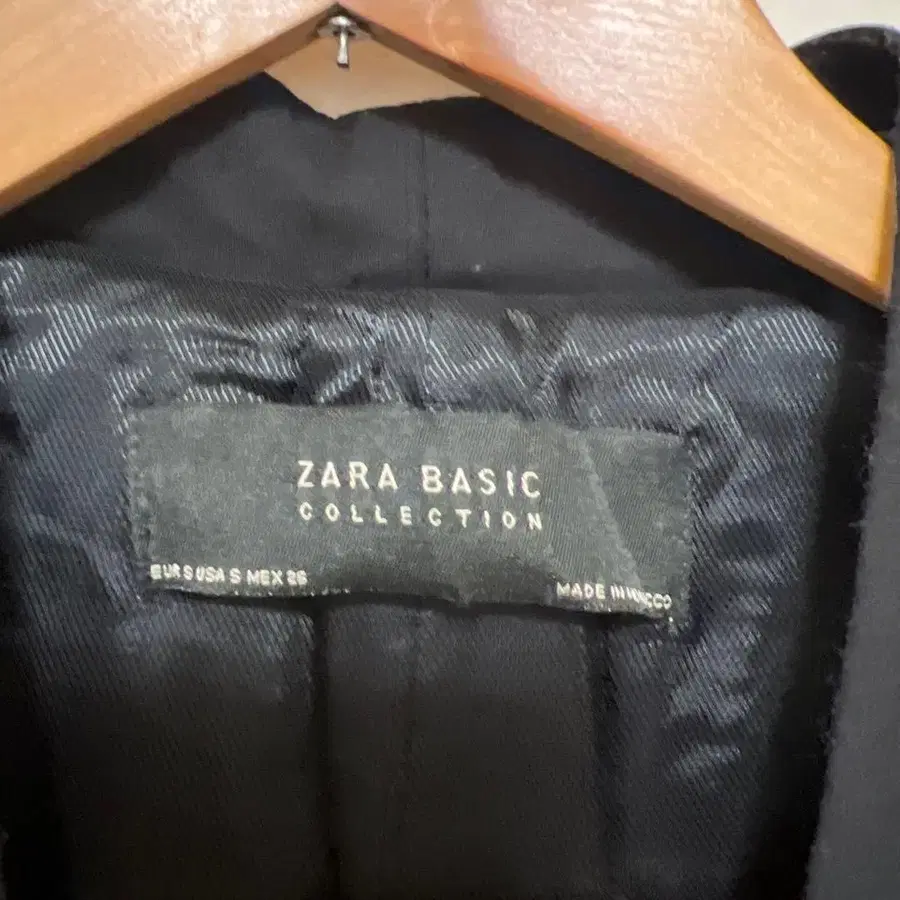 ZARA BASIC
COLLECTION
EUR S USA S MEX 26
MADE IN MOROCCO